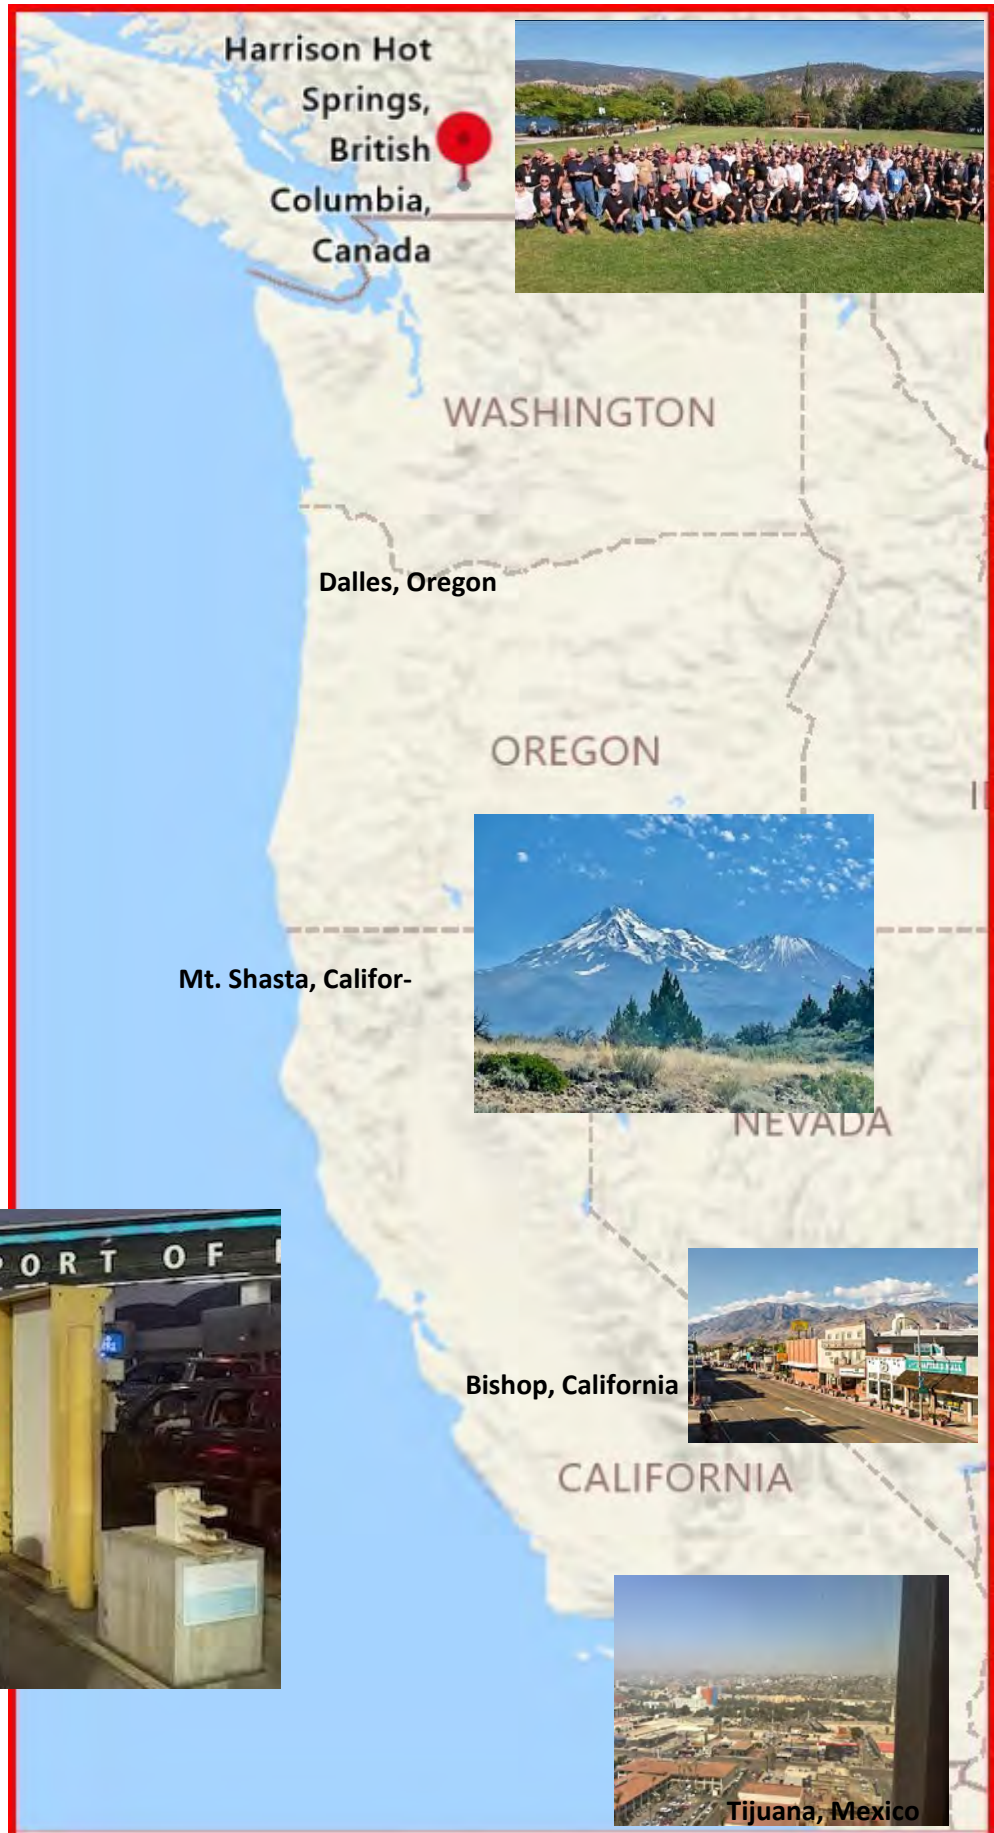 Harrison Hot
Springs,
British
Columbia,
Canada
WASHINGTON
Dalles, Oregon
OREGON
Mt. Shasta, Califor-
NEVADA
PORT OF
Bishop, California
CALIFORNIA
Tijuana, Mexico